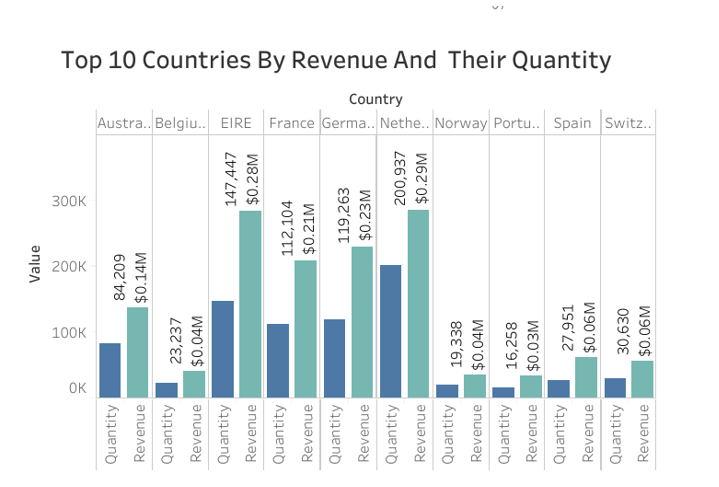 Top 10 Countries By Revenue And Their Quantity
Country
Austra.. Belgiu.. EIRE France Germa.. Nethe.. Norway Portu.. Spain Switz..
Value
300K
200K
100K
0K
84,209 $0.14M 23,237 $0.04M 147,447 $0.28M 112,104 $0.21M 119,263 $0.23M 200,937 $0.29M 19,338 $0.04M 16,258 $0.03M 27,951 $0.06M 30,630 $0.06M
Quantity Revenue Quantity Revenue Quantity Revenue Quantity Revenue Quantity Revenue Quantity Revenue Quantity Revenue Quantity Revenue Quantity Revenue Quantity Revenue